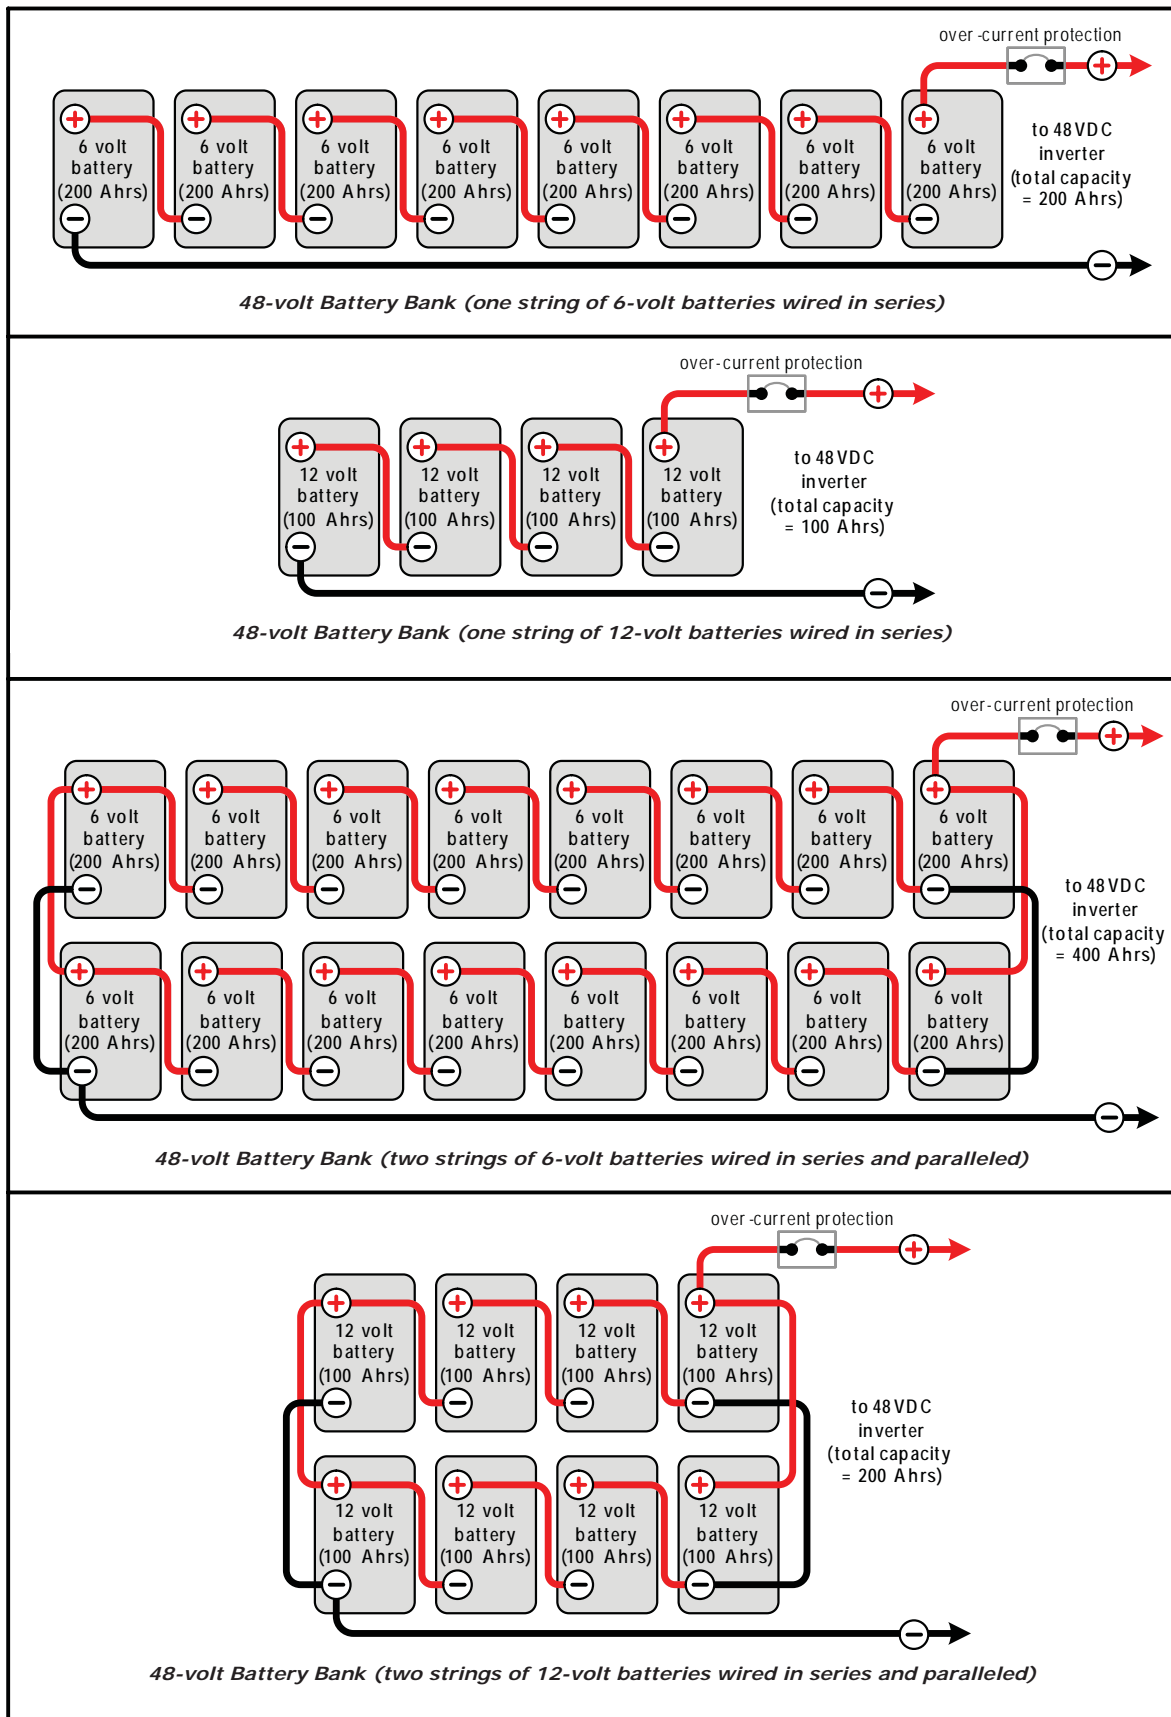 over-current protection
6 volt battery (200 Ahrs)
6 volt battery (200 Ahrs)
6 volt battery (200 Ahrs)
6 volt battery (200 Ahrs)
6 volt battery (200 Ahrs)
6 volt battery (200 Ahrs)
6 volt battery (200 Ahrs)
6 volt battery (200 Ahrs)
to 48VDC
inverter
(total capacity
= 200 Ahrs)
48-volt Battery Bank (one string of 6-volt batteries wired in series)
over-current protection
12 volt battery (100 Ahrs)
12 volt battery (100 Ahrs)
12 volt battery (100 Ahrs)
12 volt battery (100 Ahrs)
to 48VDC
inverter
(total capacity
= 100 Ahrs)
48-volt Battery Bank (one string of 12-volt batteries wired in series)
over-current protection
6 volt battery (200 Ahrs)
6 volt battery (200 Ahrs)
6 volt battery (200 Ahrs)
6 volt battery (200 Ahrs)
6 volt battery (200 Ahrs)
6 volt battery (200 Ahrs)
6 volt battery (200 Ahrs)
6 volt battery (200 Ahrs)
to 48VDC
inverter
(total capacity
= 400 Ahrs)
6 volt battery (200 Ahrs)
6 volt battery (200 Ahrs)
6 volt battery (200 Ahrs)
6 volt battery (200 Ahrs)
6 volt battery (200 Ahrs)
6 volt battery (200 Ahrs)
6 volt battery (200 Ahrs)
6 volt battery (200 Ahrs)
48-volt Battery Bank (two strings of 6-volt batteries wired in series and paralleled)
over-current protection
12 volt battery (100 Ahrs)
12 volt battery (100 Ahrs)
12 volt battery (100 Ahrs)
12 volt battery (100 Ahrs)
to 48VDC
inverter
(total capacity
= 200 Ahrs)
12 volt battery (100 Ahrs)
12 volt battery (100 Ahrs)
12 volt battery (100 Ahrs)
12 volt battery (100 Ahrs)
48-volt Battery Bank (two strings of 12-volt batteries wired in series and paralleled)